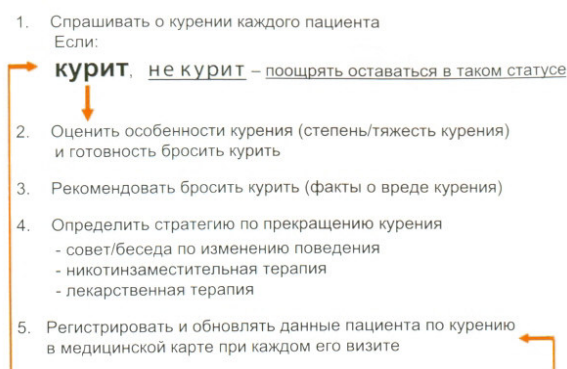 1. Спрашивать о курении каждого пациента
Если:
курит, не курит – поощрять оставаться в таком статусе
2. Оценить особенности курения (степень/тяжесть курения)
и готовность бросить курить
3. Рекомендовать бросить курить (факты о вреде курения)
4. Определить стратегию по прекращению курения
- совет/беседа по изменению поведения
- никотинзаместительная терапия
- лекарственная терапия
5. Регистрировать и обновлять данные пациента по курению
в медицинской карте при каждом его визите